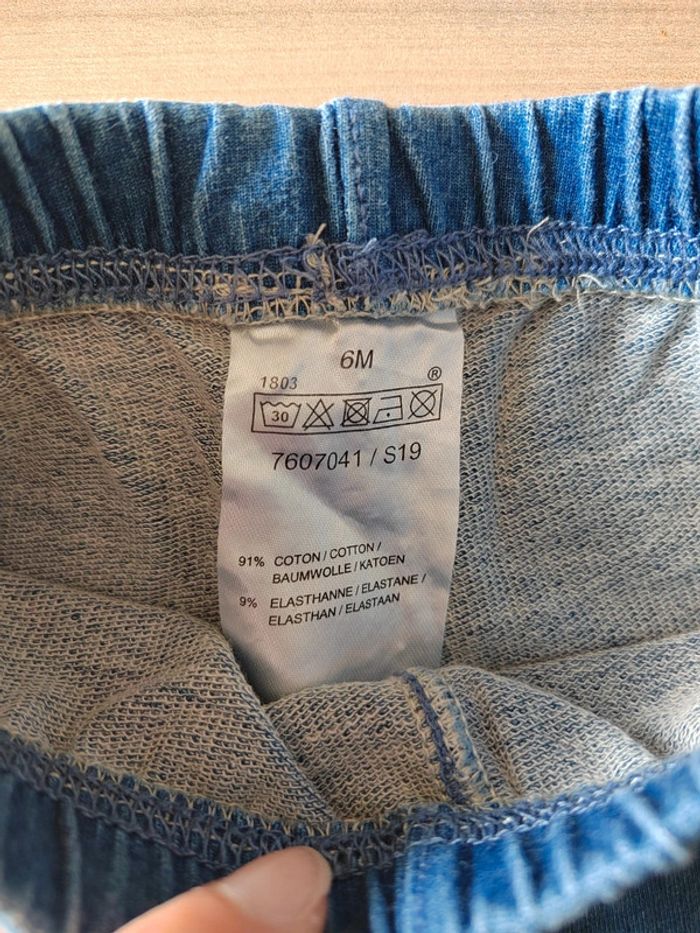 6M
1803 ®
30
7607041 / S19
91% COTON / COTTON /
BAUMWOLLE / KATOEN
9% ELASTHANNE / ELASTANE /
ELASTHAN / ELASTAAN